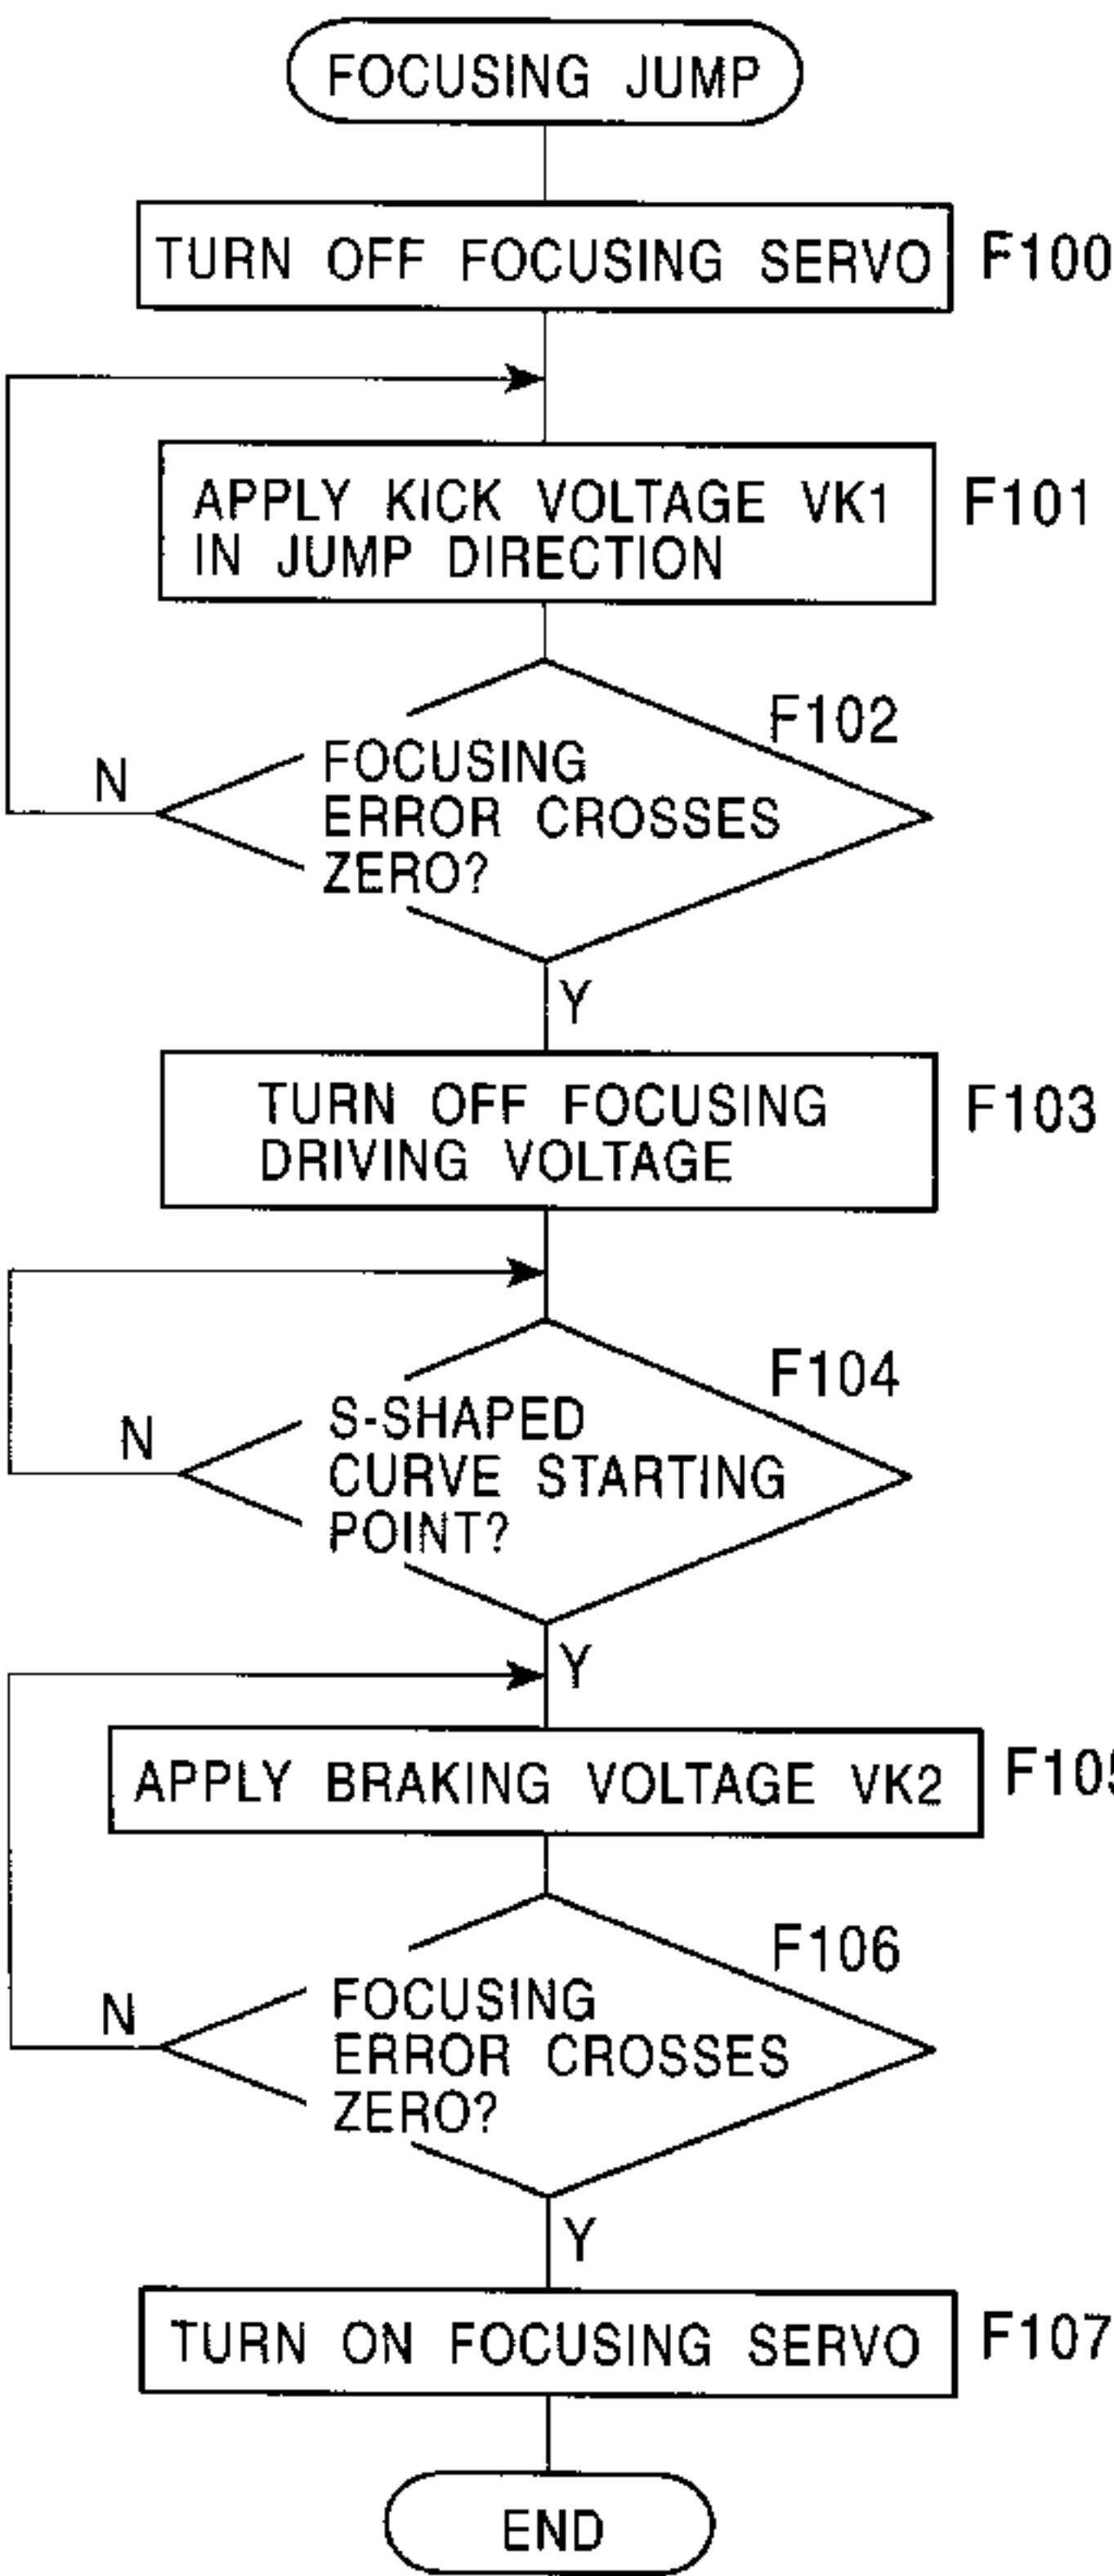 FOCUSING JUMP
TURN OFF FOCUSING SERVO
F100
APPLY KICK VOLTAGE VK1
IN JUMP DIRECTION
F101
F102
FOCUSING
ERROR CROSSES
ZERO?
N
Y
TURN OFF FOCUSING
DRIVING VOLTAGE
F103
F104
S-SHAPED
CURVE STARTING
POINT?
N
Y
APPLY BRAKING VOLTAGE VK2
F105
F106
FOCUSING
ERROR CROSSES
ZERO?
N
Y
TURN ON FOCUSING SERVO
F107
END